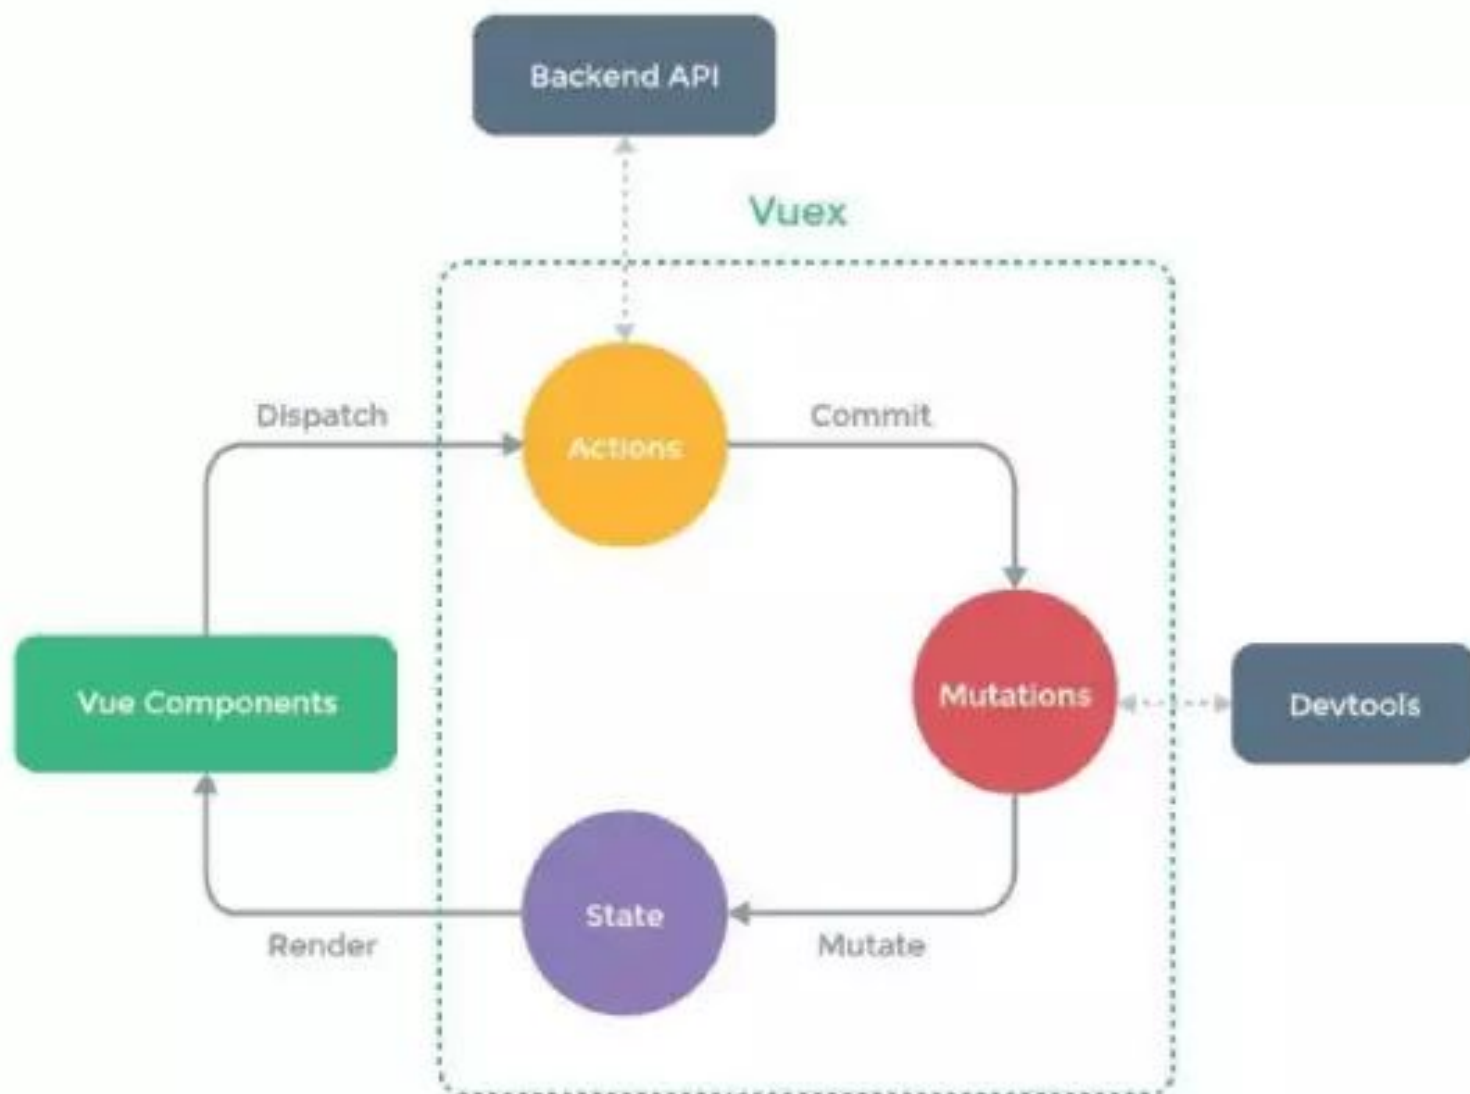 Backend API
Vuex
Dispatch
Actions
Commit
Vue Components
Mutations
Devtools
State
Render
Mutate